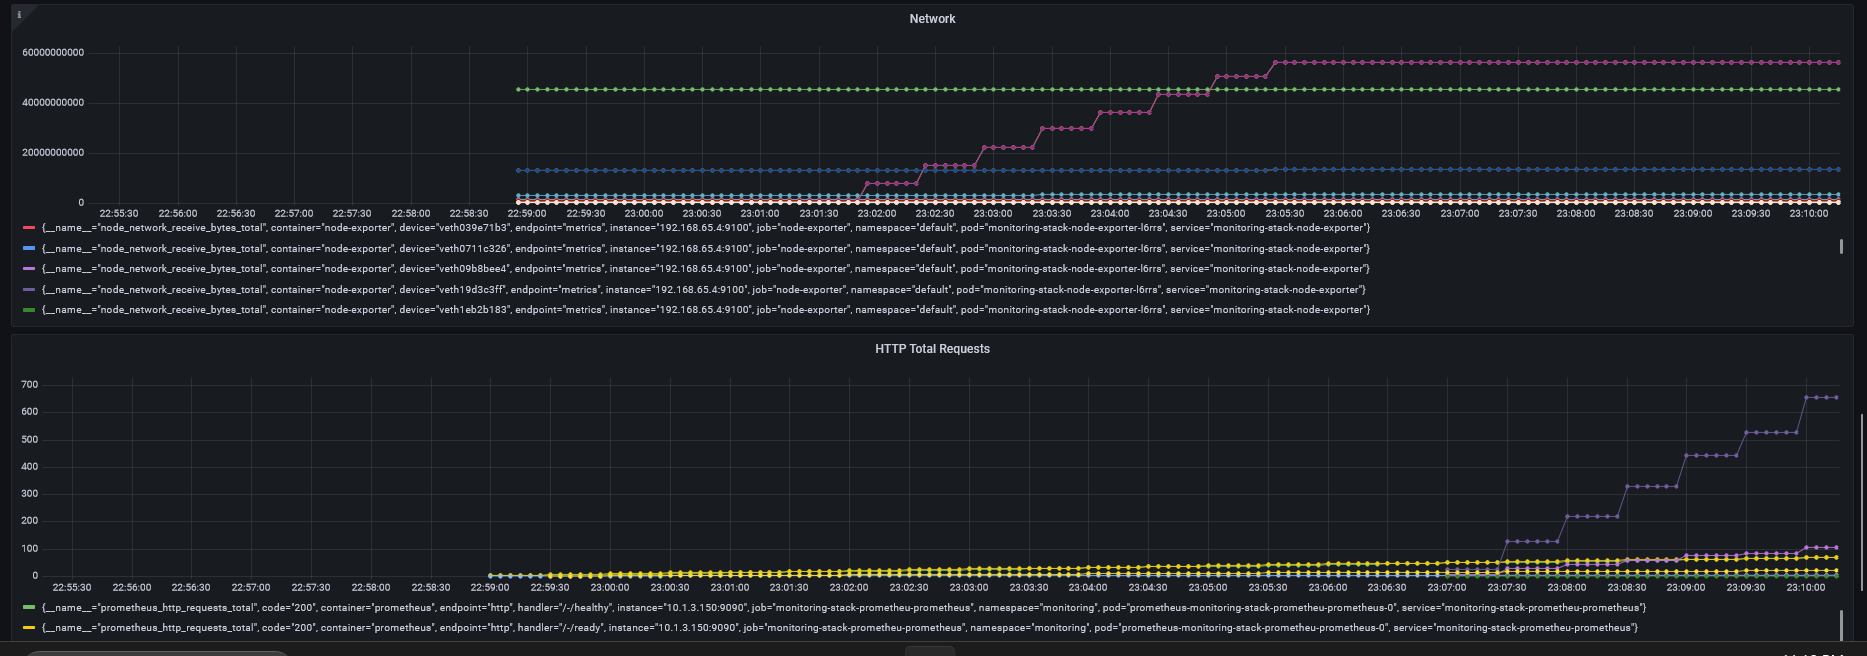 i
Network
60000000000
40000000000
20000000000
0
22:55:30 22:56:00 22:56:30 22:57:00 22:57:30 22:58:00 22:58:30 22:59:00 22:59:30 23:00:00 23:00:30 23:01:00 23:01:30 23:02:00 23:02:30 23:03:00 23:03:30 23:04:00 23:04:30 23:05:00 23:05:30 23:06:00 23:06:30 23:07:00 23:07:30 23:08:00 23:08:30 23:09:00 23:09:30 23:10:00
{__name__="node_network_receive_bytes_total", container="node-exporter", device="veth039e71b3", endpoint="metrics", instance="192.168.65.4:9100", job="node-exporter", namespace="default", pod="monitoring-stack-node-exporter-l6rrs", service="monitoring-stack-node-exporter"}
{__name__="node_network_receive_bytes_total", container="node-exporter", device="veth0711c326", endpoint="metrics", instance="192.168.65.4:9100", job="node-exporter", namespace="default", pod="monitoring-stack-node-exporter-l6rrs", service="monitoring-stack-node-exporter"}
{__name__="node_network_receive_bytes_total", container="node-exporter", device="veth09b8bee4", endpoint="metrics", instance="192.168.65.4:9100", job="node-exporter", namespace="default", pod="monitoring-stack-node-exporter-l6rrs", service="monitoring-stack-node-exporter"}
{__name__="node_network_receive_bytes_total", container="node-exporter", device="veth19d3c3ff", endpoint="metrics", instance="192.168.65.4:9100", job="node-exporter", namespace="default", pod="monitoring-stack-node-exporter-l6rrs", service="monitoring-stack-node-exporter"}
{__name__="node_network_receive_bytes_total", container="node-exporter", device="veth1eb2b183", endpoint="metrics", instance="192.168.65.4:9100", job="node-exporter", namespace="default", pod="monitoring-stack-node-exporter-l6rrs", service="monitoring-stack-node-exporter"}
HTTP Total Requests
700
600
500
400
300
200
100
0
22:55:30 22:56:00 22:56:30 22:57:00 22:57:30 22:58:00 22:58:30 22:59:00 22:59:30 23:00:00 23:00:30 23:01:00 23:01:30 23:02:00 23:02:30 23:03:00 23:03:30 23:04:00 23:04:30 23:05:00 23:05:30 23:06:00 23:06:30 23:07:00 23:07:30 23:08:00 23:08:30 23:09:00 23:09:30 23:10:00
{__name__="prometheus_http_requests_total", code="200", container="prometheus", endpoint="http", handler="/-/healthy", instance="10.1.3.150:9090", job="monitoring-stack-prometheu-prometheus", namespace="monitoring", pod="prometheus-monitoring-stack-prometheu-prometheus-0", service="monitoring-stack-prometheu-prometheus"}
{__name__="prometheus_http_requests_total", code="200", container="prometheus", endpoint="http", handler="/-/ready", instance="10.1.3.150:9090", job="monitoring-stack-prometheu-prometheus", namespace="monitoring", pod="prometheus-monitoring-stack-prometheu-prometheus-0", service="monitoring-stack-prometheu-prometheus"}